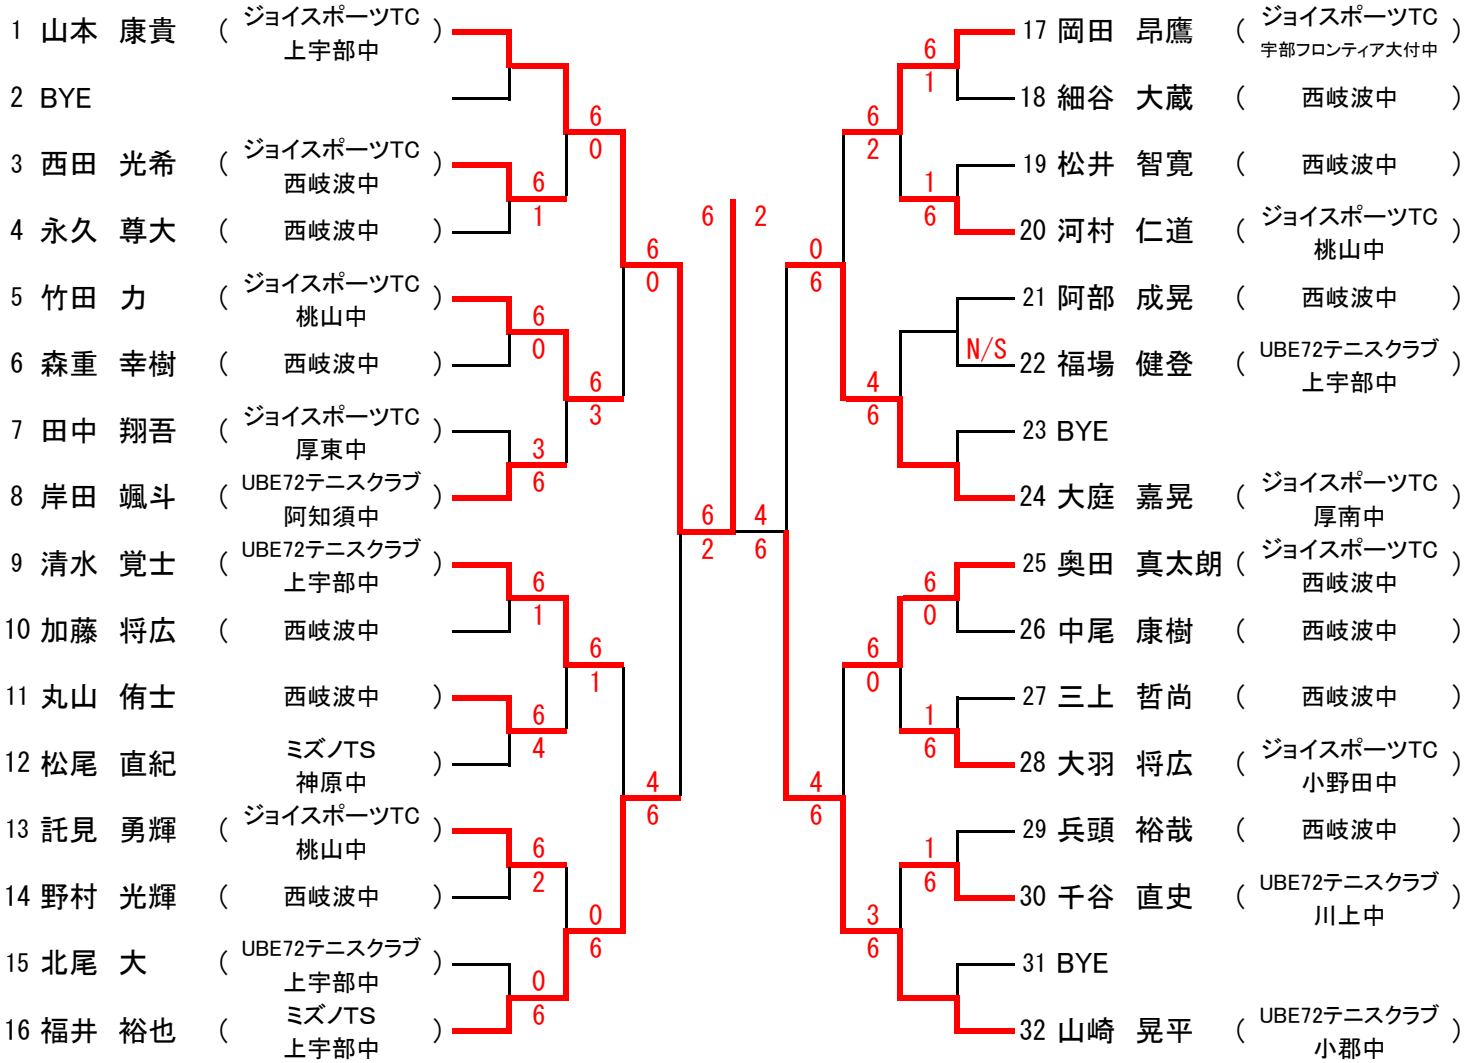 1 山本 康貴 ( ジョイスポーツTC 上宇部中 )
2 BYE
3 西田 光希 ( ジョイスポーツTC 西岐波中 )
4 永久 尊大 ( 西岐波中 )
5 竹田 力 ( ジョイスポーツTC 桃山中 )
6 森重 幸樹 ( 西岐波中 )
7 田中 翔吾 ( ジョイスポーツTC 厚東中 )
8 岸田 颯斗 ( UBE72テニスクラブ 阿知須中 )
9 清水 覚士 ( UBE72テニスクラブ 上宇部中 )
10 加藤 将広 ( 西岐波中 )
11 丸山 侑士 西岐波中 )
12 松尾 直紀 ミズノTS 神原中 )
13 託見 勇輝 ( ジョイスポーツTC 桃山中 )
14 野村 光輝 ( 西岐波中 )
15 北尾 大 ( UBE72テニスクラブ 上宇部中 )
16 福井 裕也 ( ミズノTS 上宇部中 )
6 1
6 0
3 6
6 1
6 4
6 2
0 6
6 0
6 3
6 1
0 6
6 0
4 6
6 2
6 2
4 6
0 6
4 6
6 2
4 6
6 0
3 6
6 1
1 6
N/S
6 0
1 6
1 6
17 岡田 昂鷹 ( ジョイスポーツTC 宇部フロンティア大付中 )
18 細谷 大蔵 ( 西岐波中 )
19 松井 智寛 ( 西岐波中 )
20 河村 仁道 ( ジョイスポーツTC 桃山中 )
21 阿部 成晃 ( 西岐波中 )
22 福場 健登 ( UBE72テニスクラブ 上宇部中 )
23 BYE
24 大庭 嘉晃 ( ジョイスポーツTC 厚南中 )
25 奥田 真太朗 ( ジョイスポーツTC 西岐波中 )
26 中尾 康樹 ( 西岐波中 )
27 三上 哲尚 ( 西岐波中 )
28 大羽 将広 ( ジョイスポーツTC 小野田中 )
29 兵頭 裕哉 ( 西岐波中 )
30 千谷 直史 ( UBE72テニスクラブ 川上中 )
31 BYE
32 山崎 晃平 ( UBE72テニスクラブ 小郡中 )